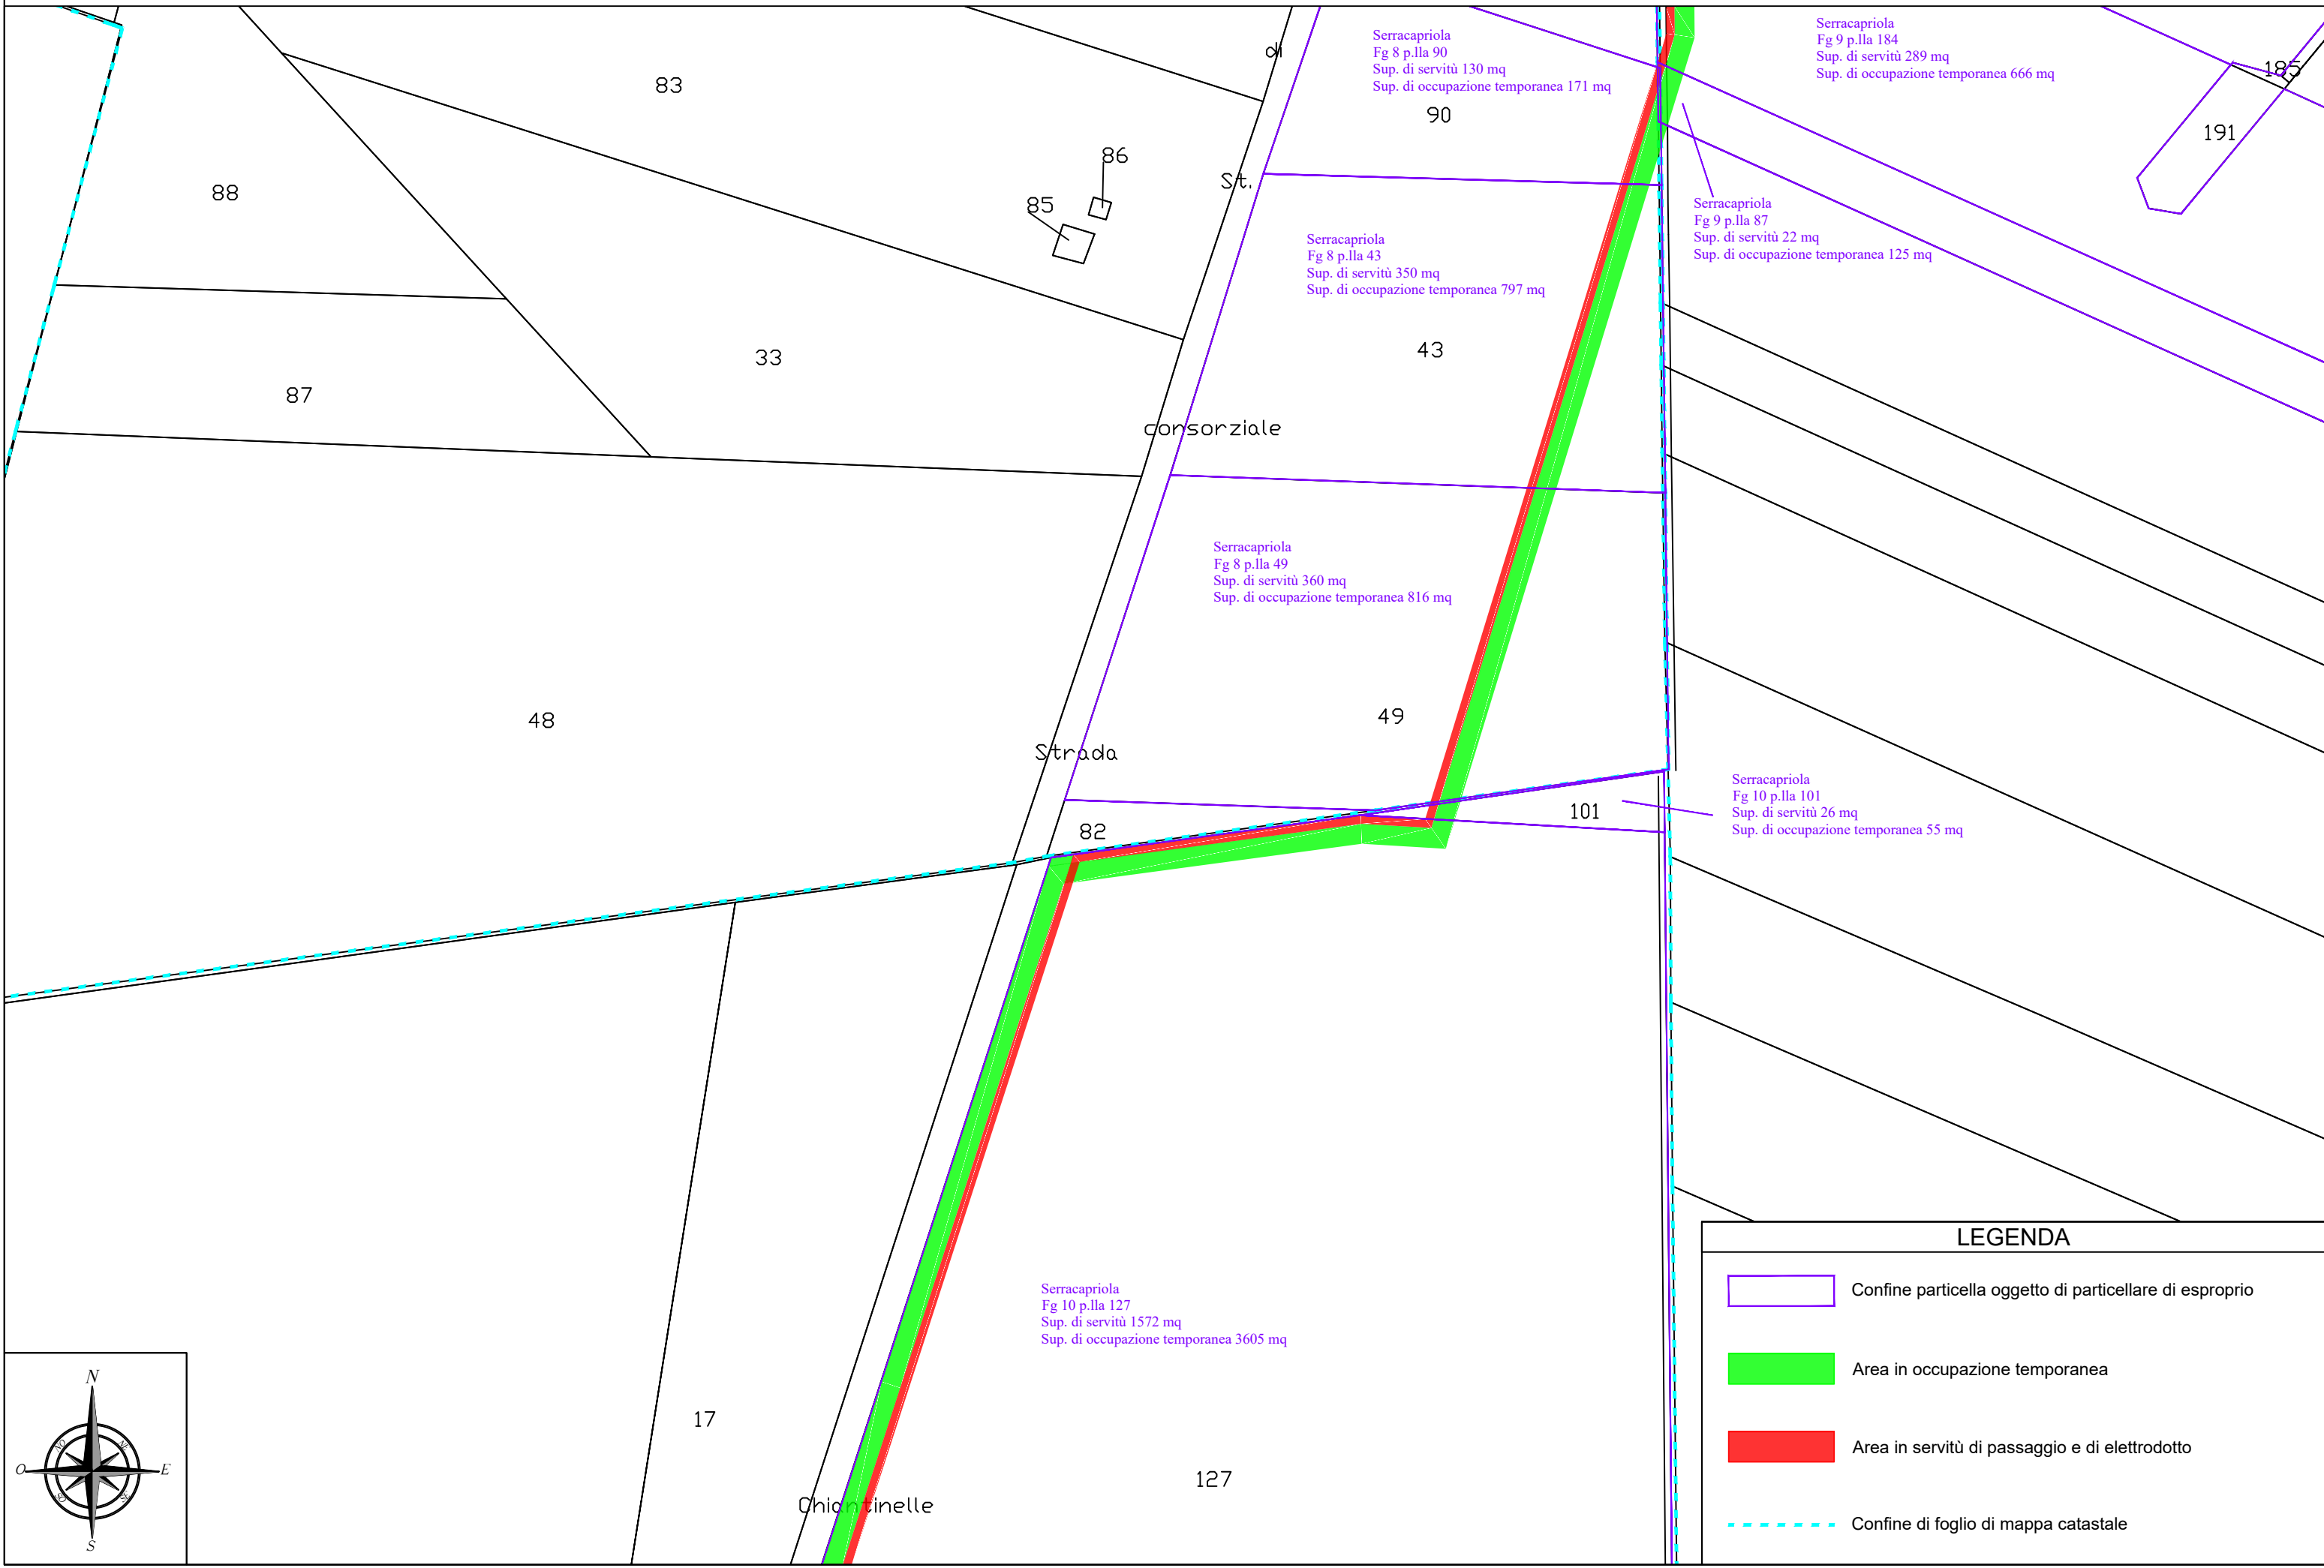 di
83
Serracapriola
Fg 8 p.lla 90
Sup. di servitù 130 mq
Sup. di occupazione temporanea 171 mq
90
Serracapriola
Fg 9 p.lla 184
Sup. di servitù 289 mq
Sup. di occupazione temporanea 666 mq
185
191
86
88
85
St.
Serracapriola
Fg 9 p.lla 87
Sup. di servitù 22 mq
Sup. di occupazione temporanea 125 mq
Serracapriola
Fg 8 p.lla 43
Sup. di servitù 350 mq
Sup. di occupazione temporanea 797 mq
33
43
87
consorziale
Serracapriola
Fg 8 p.lla 49
Sup. di servitù 360 mq
Sup. di occupazione temporanea 816 mq
48
49
Strada
82
101
Serracapriola
Fg 10 p.lla 101
Sup. di servitù 26 mq
Sup. di occupazione temporanea 55 mq
Serracapriola
Fg 10 p.lla 127
Sup. di servitù 1572 mq
Sup. di occupazione temporanea 3605 mq
17
127
Chiantinelle
N
NO
NE
O
E
SO
SE
S
LEGENDA
Confine particella oggetto di particellare di esproprio
Area in occupazione temporanea
Area in servitù di passaggio e di elettrodotto
Confine di foglio di mappa catastale